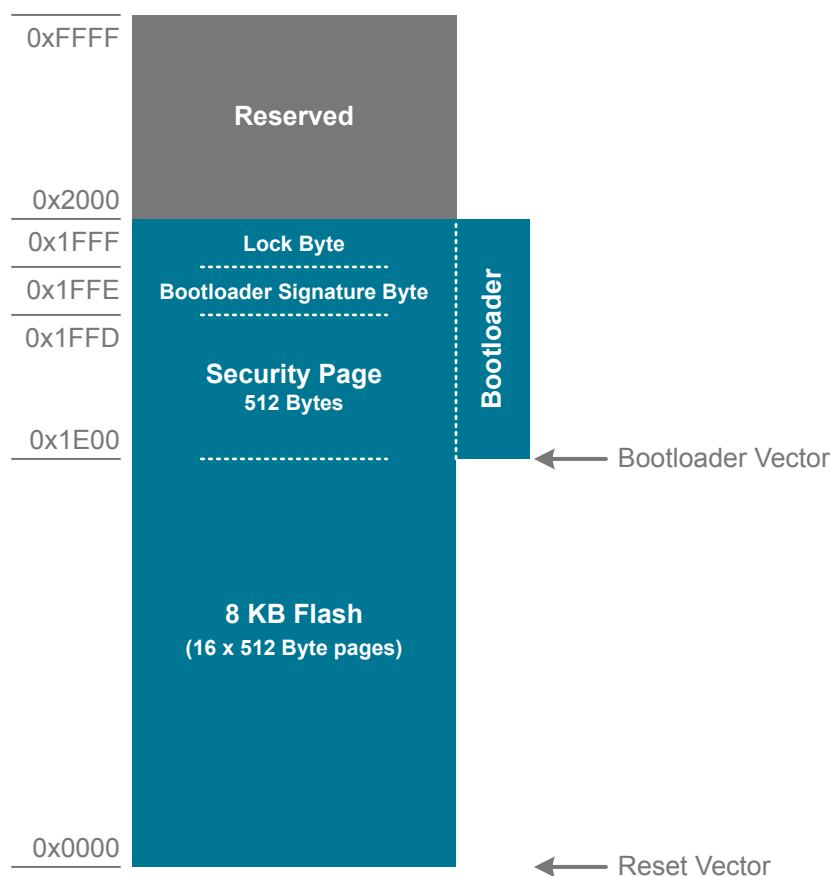 0xFFFF
Reserved
0x2000
0x1FFF
Lock Byte
0x1FFE
Bootloader Signature Byte
0x1FFD
Security Page
512 Bytes
Bootloader
0x1E00
Bootloader Vector
8 KB Flash
(16 x 512 Byte pages)
0x0000
Reset Vector